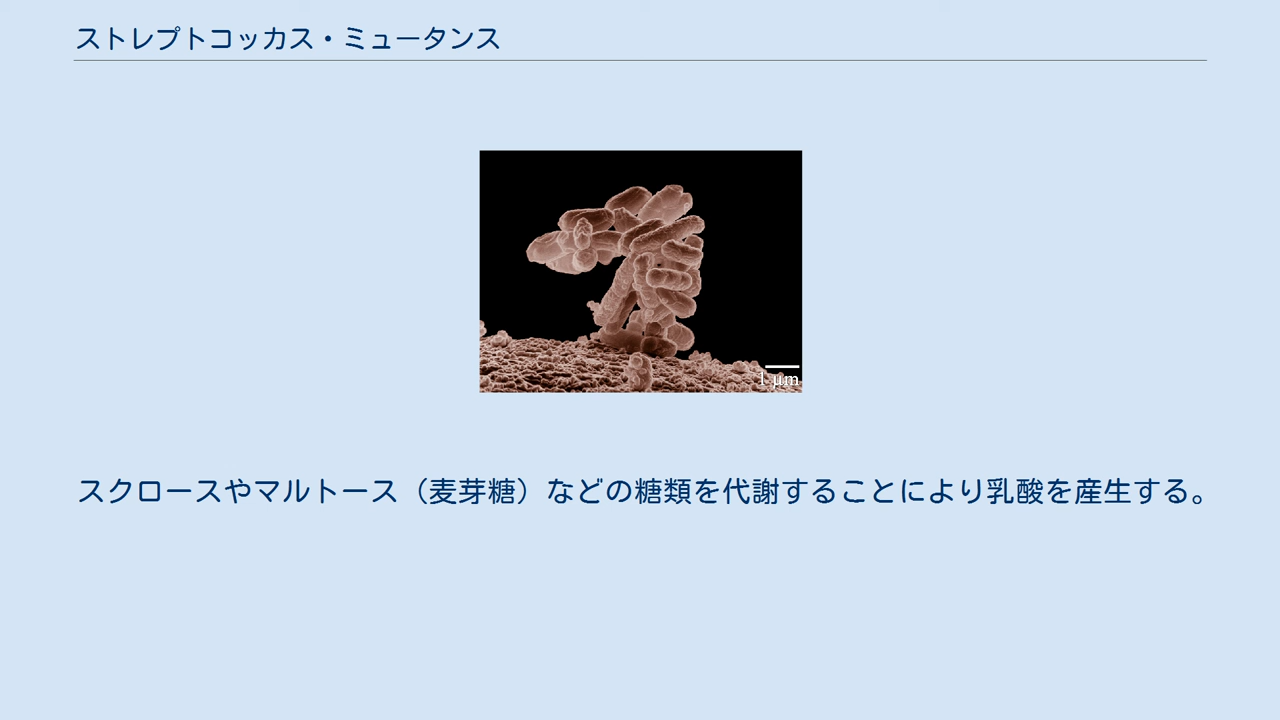 ストレプトコッカス・ミュータンス
1 μm
スクロースやマルトース（麦芽糖）などの糖類を代謝することにより乳酸を産生する。